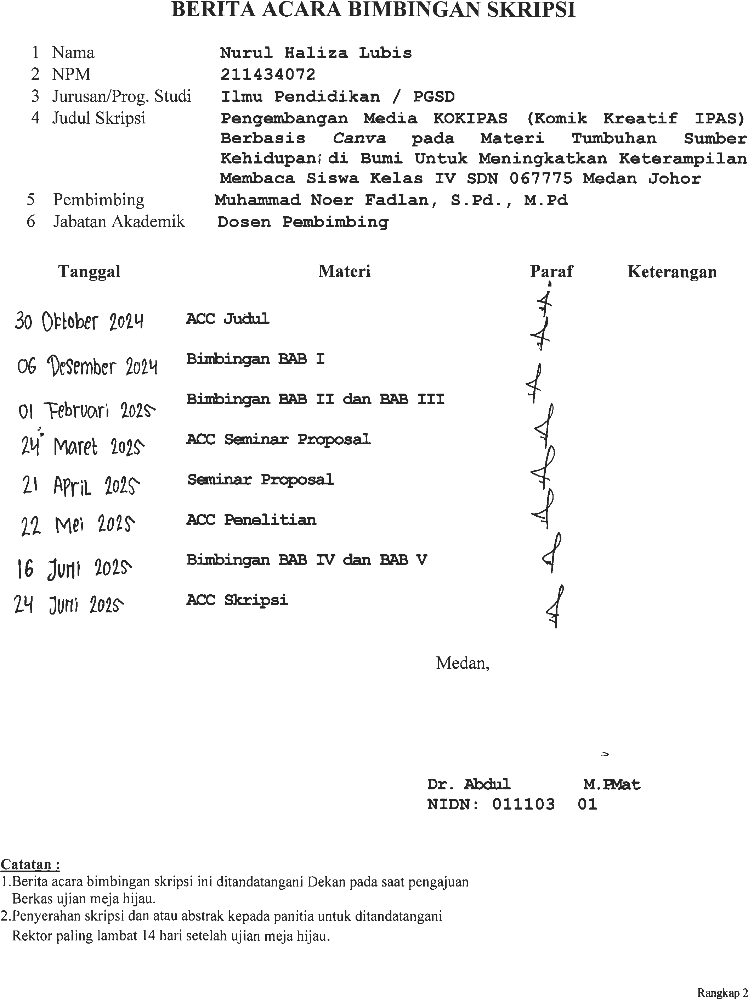 BERITA ACARA BIMBINGAN SKRIPSI
1 Nama Nurul Haliza Lubis
2 NPM 211434072
3 Jurusan/Prog. Studi Ilmu Pendidikan / PGSD
4 Judul Skripsi Pengembangan Media KOKIPAS (Komik Kreatif IPAS)
Berbasis Canva pada Materi Tumbuhan Sumber
Kehidupan di Bumi Untuk Meningkatkan Keterampilan
Membaca Siswa Kelas IV SDN 067775 Medan Johor
5 Pembimbing Muhammad Noer Fadlan, S.Pd., M.Pd
6 Jabatan Akademik Dosen Pembimbing
Tanggal Materi Paraf Keterangan
30 Oktober 2024 ACC Judul
06 Desember 2024 Bimbingan BAB I
01 Februari 2025 Bimbingan BAB II dan BAB III
24 Maret 2025 ACC Seminar Proposal
21 April 2025 Seminar Proposal
22 Mei 2025 ACC Penelitian
16 Juni 2025 Bimbingan BAB IV dan BAB V
24 Juni 2025 ACC Skripsi
Medan,
Dr. Abdul M.PMat
NIDN: 011103 01
Catatan :
1.Berita acara bimbingan skripsi ini ditandatangani Dekan pada saat pengajuan
Berkas ujian meja hijau.
2.Penyerahan skripsi dan atau abstrak kepada panitia untuk ditandatangani
Rektor paling lambat 14 hari setelah ujian meja hijau.
Rangkap 2